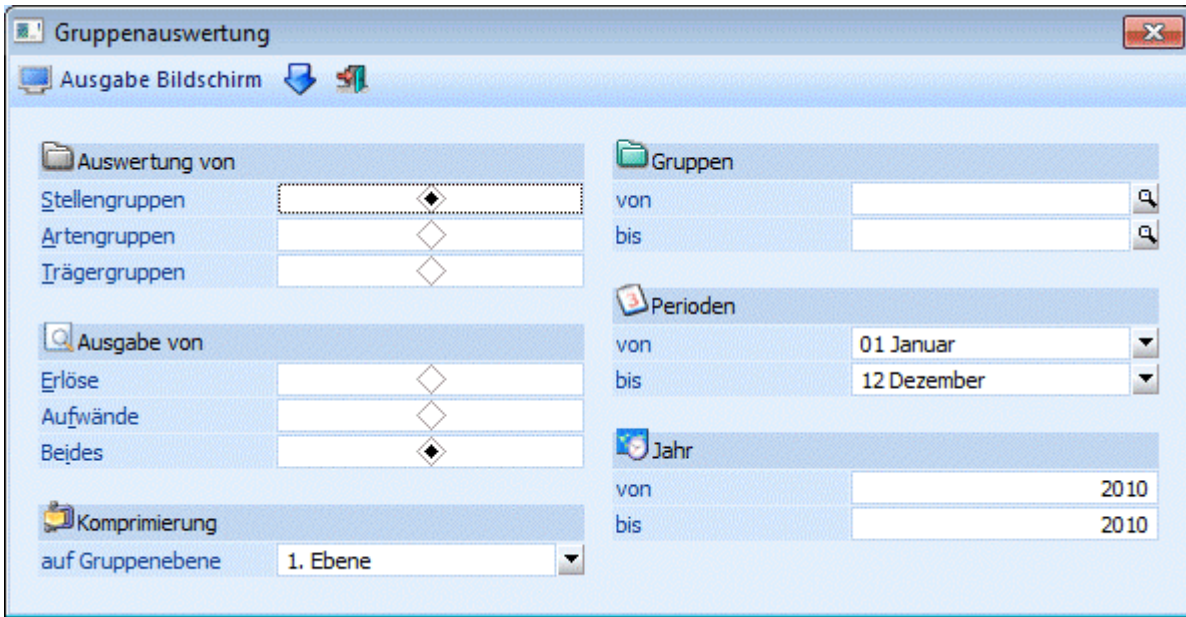 Gruppenauswertung
Ausgabe Bildschirm
Auswertung von
Stellengruppen
Artengruppen
Trägergruppen
Ausgabe von
Erlöse
Aufwände
Beides
Komprimierung
auf Gruppenebene 1. Ebene
Gruppen
von
bis
3 Perioden
von 01 Januar
bis 12 Dezember
Jahr
von 2010
bis 2010